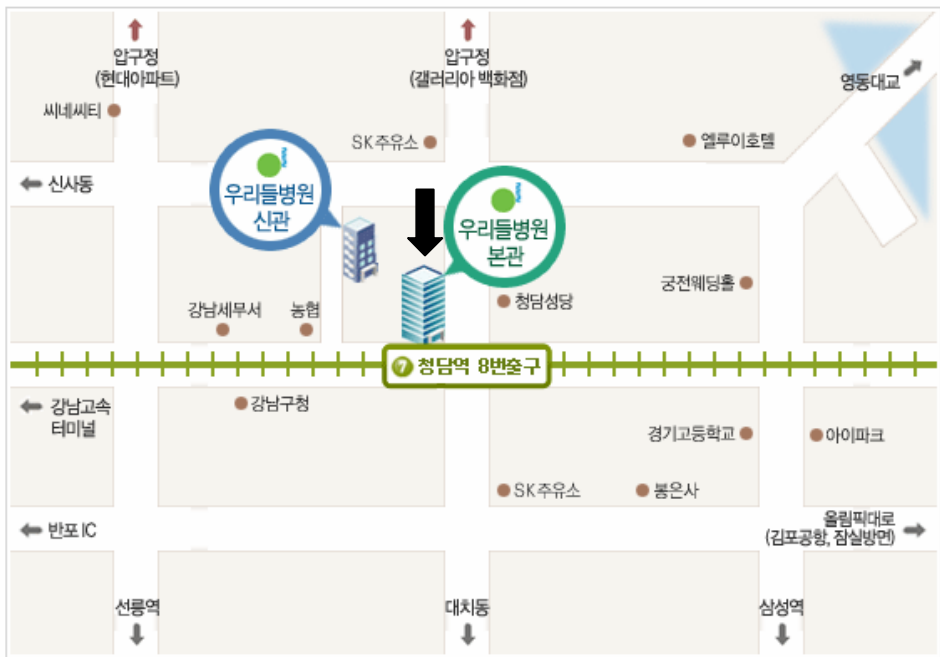 압구정
(현대아파트)
압구정
(갤러리아 백화점)
영동대교
씨네씨티
SK주유소
엘루이호텔
신사동
우리들병원
신관
우리들병원
본관
궁전웨딩홀
청담성당
강남세무서
농협
7 청담역 8번출구
강남고속
터미널
강남구청
경기고등학교
아이파크
SK주유소
봉은사
반포 IC
올림픽대로
(김포공항, 잠실방면)
선릉역
대치동
삼성역